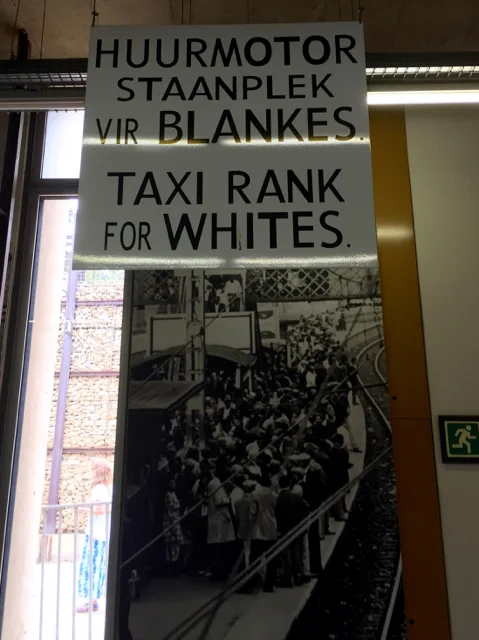 HUURMOTOR
STAANPLEK
VIR BLANKES.
TAXI RANK
FOR WHITES.